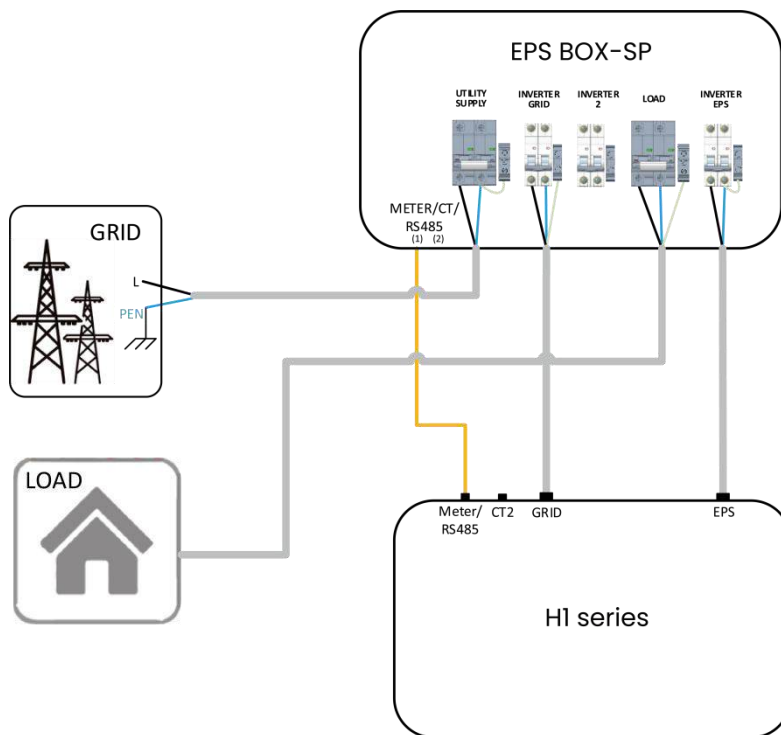 EPS BOX-SP
UTILITY
SUPPLY
INVERTER
GRID
INVERTER
2
LOAD
INVERTER
EPS
METER/CT/
RS485
(1) (2)
GRID
L
PEN
LOAD
Meter/
RS485
CT2
GRID
EPS
H1 series